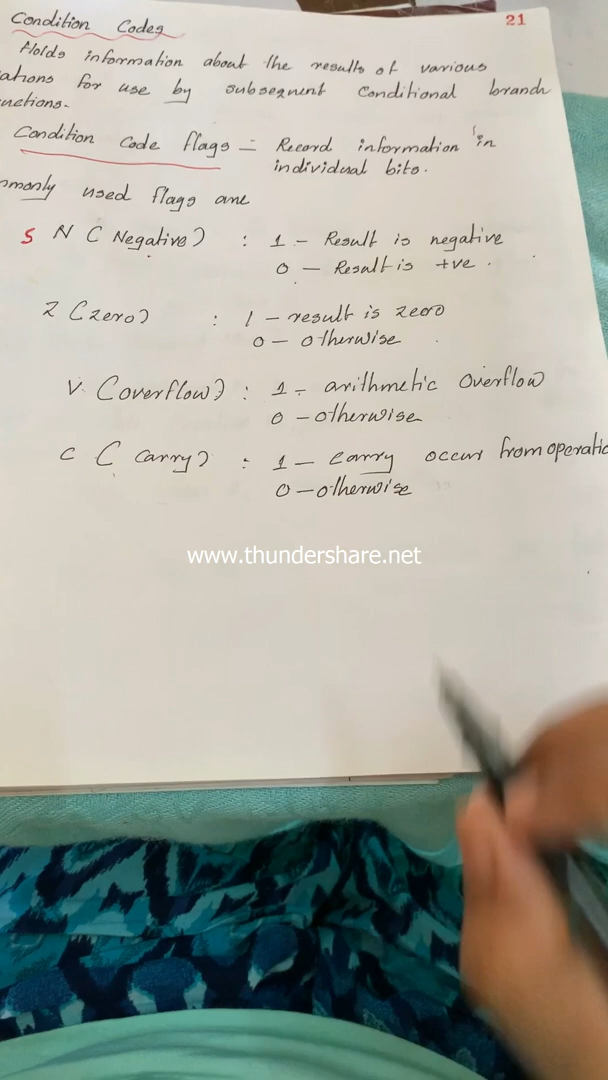 Condition Codes
21
Holds information about the results of various
ations for use by subsequent Conditional branch
uctions.
Condition Code flags — Record information in
individual bits.
mmonly used flags are
S N ( Negative) : 1 — Result is negative
0 — Result is +ve .
Z (zero) : 1 — result is zero
0 — otherwise
V (overflow) : 1 — arithmetic overflow
0 — otherwise
C ( Carry) : 1 — carry occur from operatio
0 — otherwise
www.thundershare.net